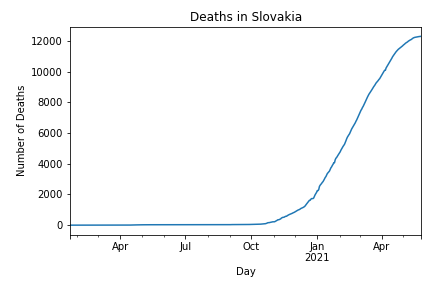 Deaths in Slovakia
Number of Deaths
12000
10000
8000
6000
4000
2000
0
Apr
Jul
Oct
Jan
2021
Apr
Day